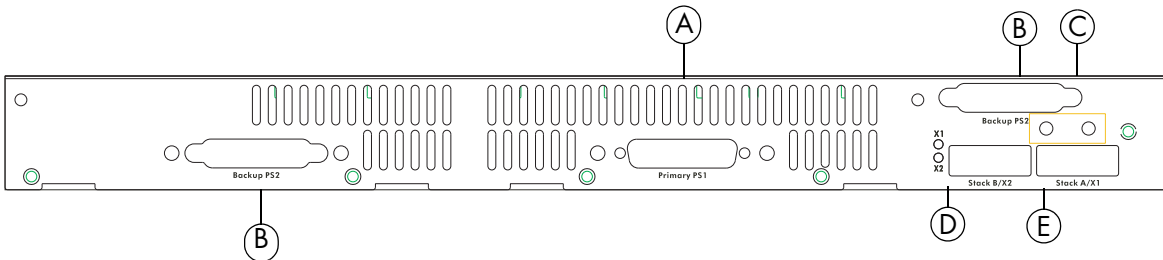 A
B
C
Backup PS2
X1
X2
Backup PS2
Primary PS1
Stack B/X2
Stack A/X1
B
D
E